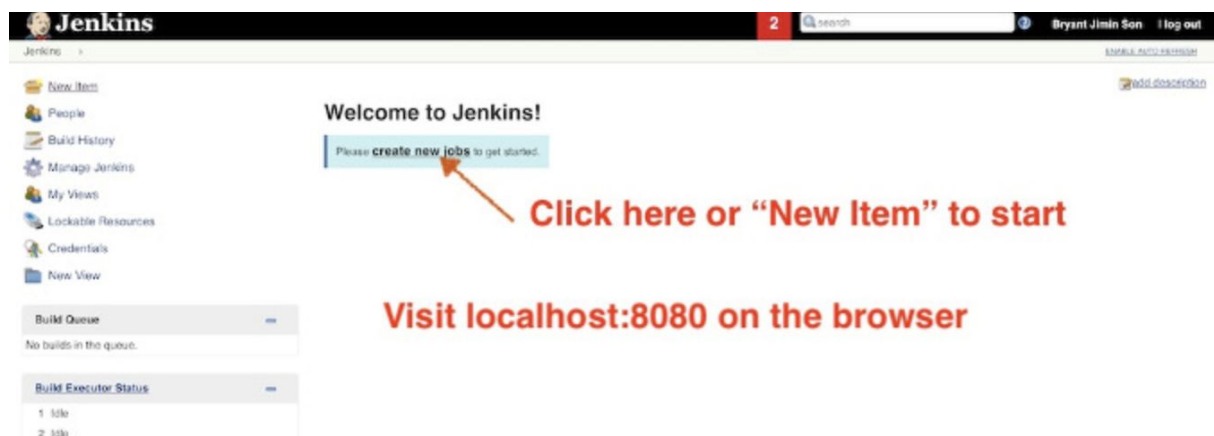 Jenkins
2
search
Bryant Jimin Son
log out
Jenkins
ENABLE AUTO REFRESH
New Item
add description
People
Welcome to Jenkins!
Build History
Please create new jobs to get started.
Manage Jenkins
My Views
Click here or “New Item” to start
Lockable Resources
Credentials
New View
Visit localhost:8080 on the browser
Build Queue
No builds in the queue.
Build Executor Status
1 Idle
2 Idle